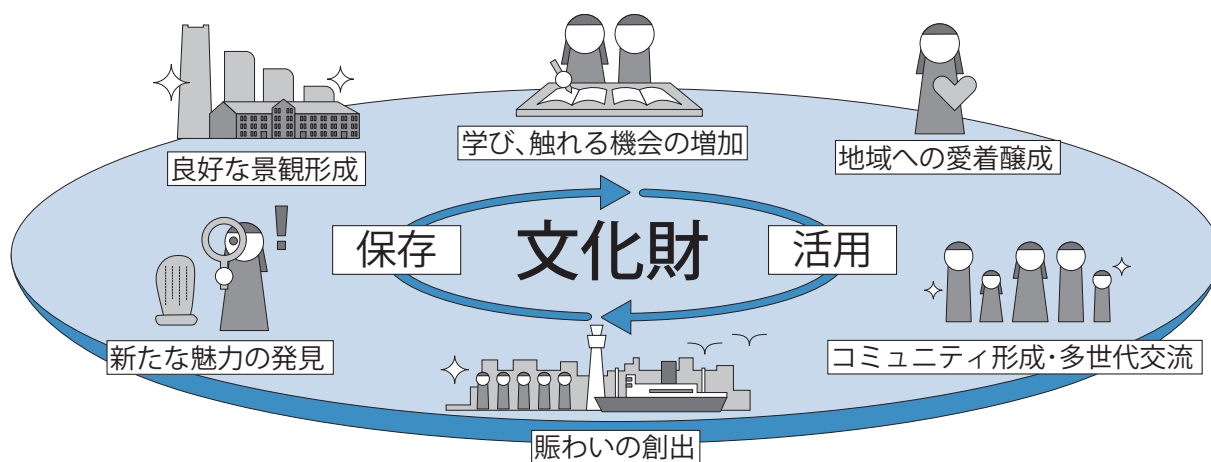 学び、触れる機会の増加
良好な景観形成
地域への愛着醸成
保存
文化財
活用
新たな魅力の発見
コミュニティ形成・多世代交流
賑わいの創出